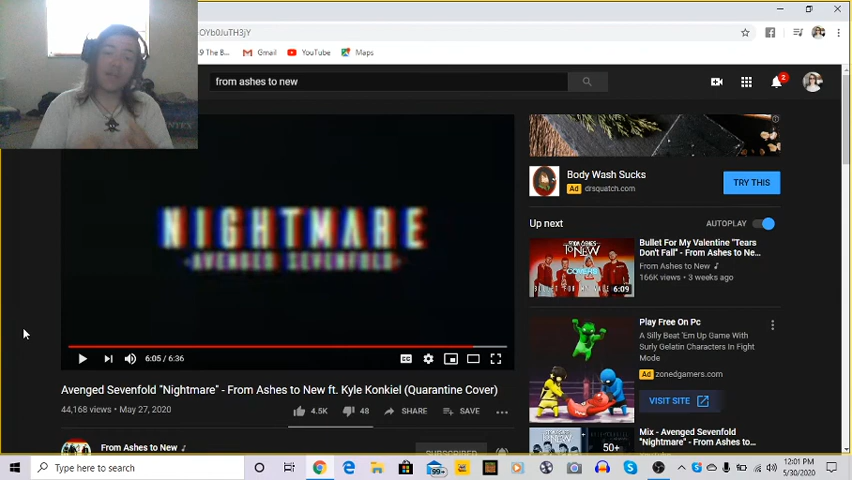 OYb0JuTH3jY
and The B...
Gmail
YouTube
Maps
from ashes to new
2
NIGHTMARE
AVENGED SEVENFOLD
Body Wash Sucks
Ad drsquatch.com
TRY THIS
Up next
AUTOPLAY
COVERS
6:09
Bullet For My Valentine "Tears
Don't Fall" - From Ashes to Ne...
From Ashes to New
166K views • 3 weeks ago
Play Free On Pc
A Silly Beat 'Em Up Game With
Surly Gelatin Characters In Fight
Mode
Ad zonedgamers.com
VISIT SITE
6:05 / 6:36
Avenged Sevenfold "Nightmare" - From Ashes to New ft. Kyle Konkiel (Quarantine Cover)
44,168 views • May 27, 2020
4.5K
48
SHARE
SAVE
Mix - Avenged Sevenfold
"Nightmare" - From Ashes to...
50+
From Ashes to New
SUBSCRIBED
Type here to search
99+
12:01 PM
5/30/2020